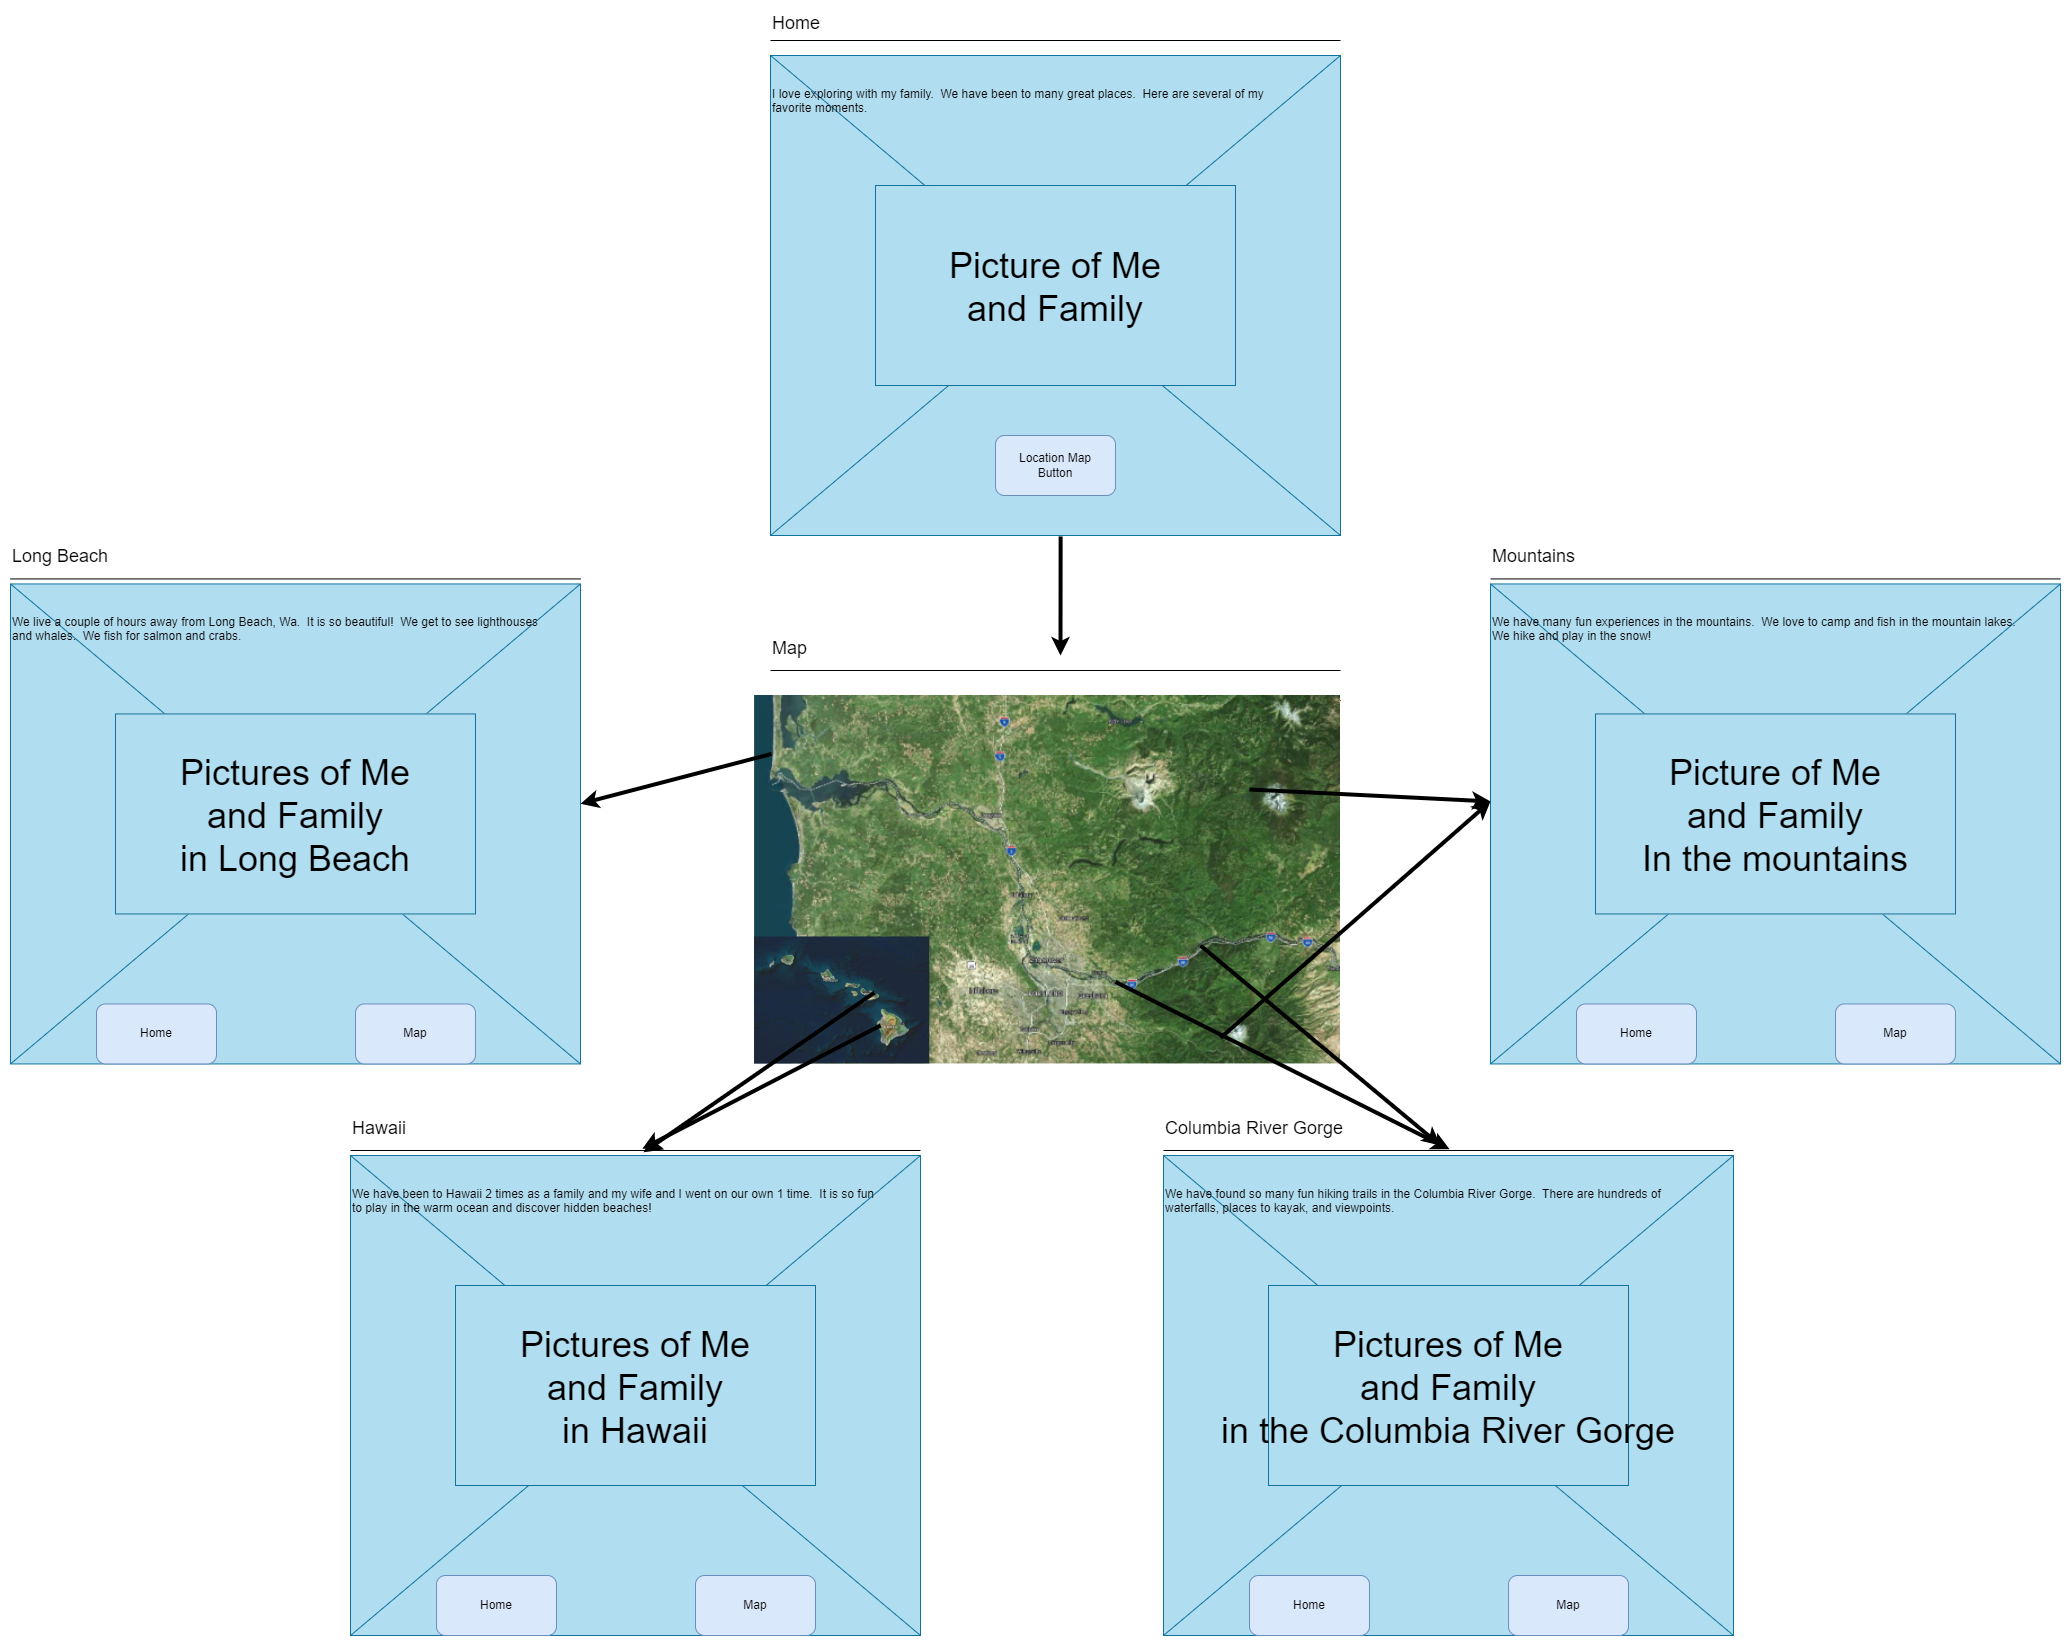 Home
I love exploring with my family.  We have been to many great places.  Here are several of my
favorite moments.
Picture of Me
and Family
Location Map
Button
Long Beach
We live a couple of hours away from Long Beach, Wa.  It is so beautiful!  We get to see lighthouses
and whales.  We fish for salmon and crabs.
Pictures of Me
and Family
in Long Beach
Home
Map
Map
Mountains
We have many fun experiences in the mountains.  We love to camp and fish in the mountain lakes.
We hike and play in the snow!
Picture of Me
and Family
In the mountains
Home
Map
Hawaii
We have been to Hawaii 2 times as a family and my wife and I went on our own 1 time.  It is so fun
to play in the warm ocean and discover hidden beaches!
Pictures of Me
and Family
in Hawaii
Home
Map
Columbia River Gorge
We have found so many fun hiking trails in the Columbia River Gorge.  There are hundreds of
waterfalls, places to kayak, and viewpoints.
Pictures of Me
and Family
in the Columbia River Gorge
Home
Map